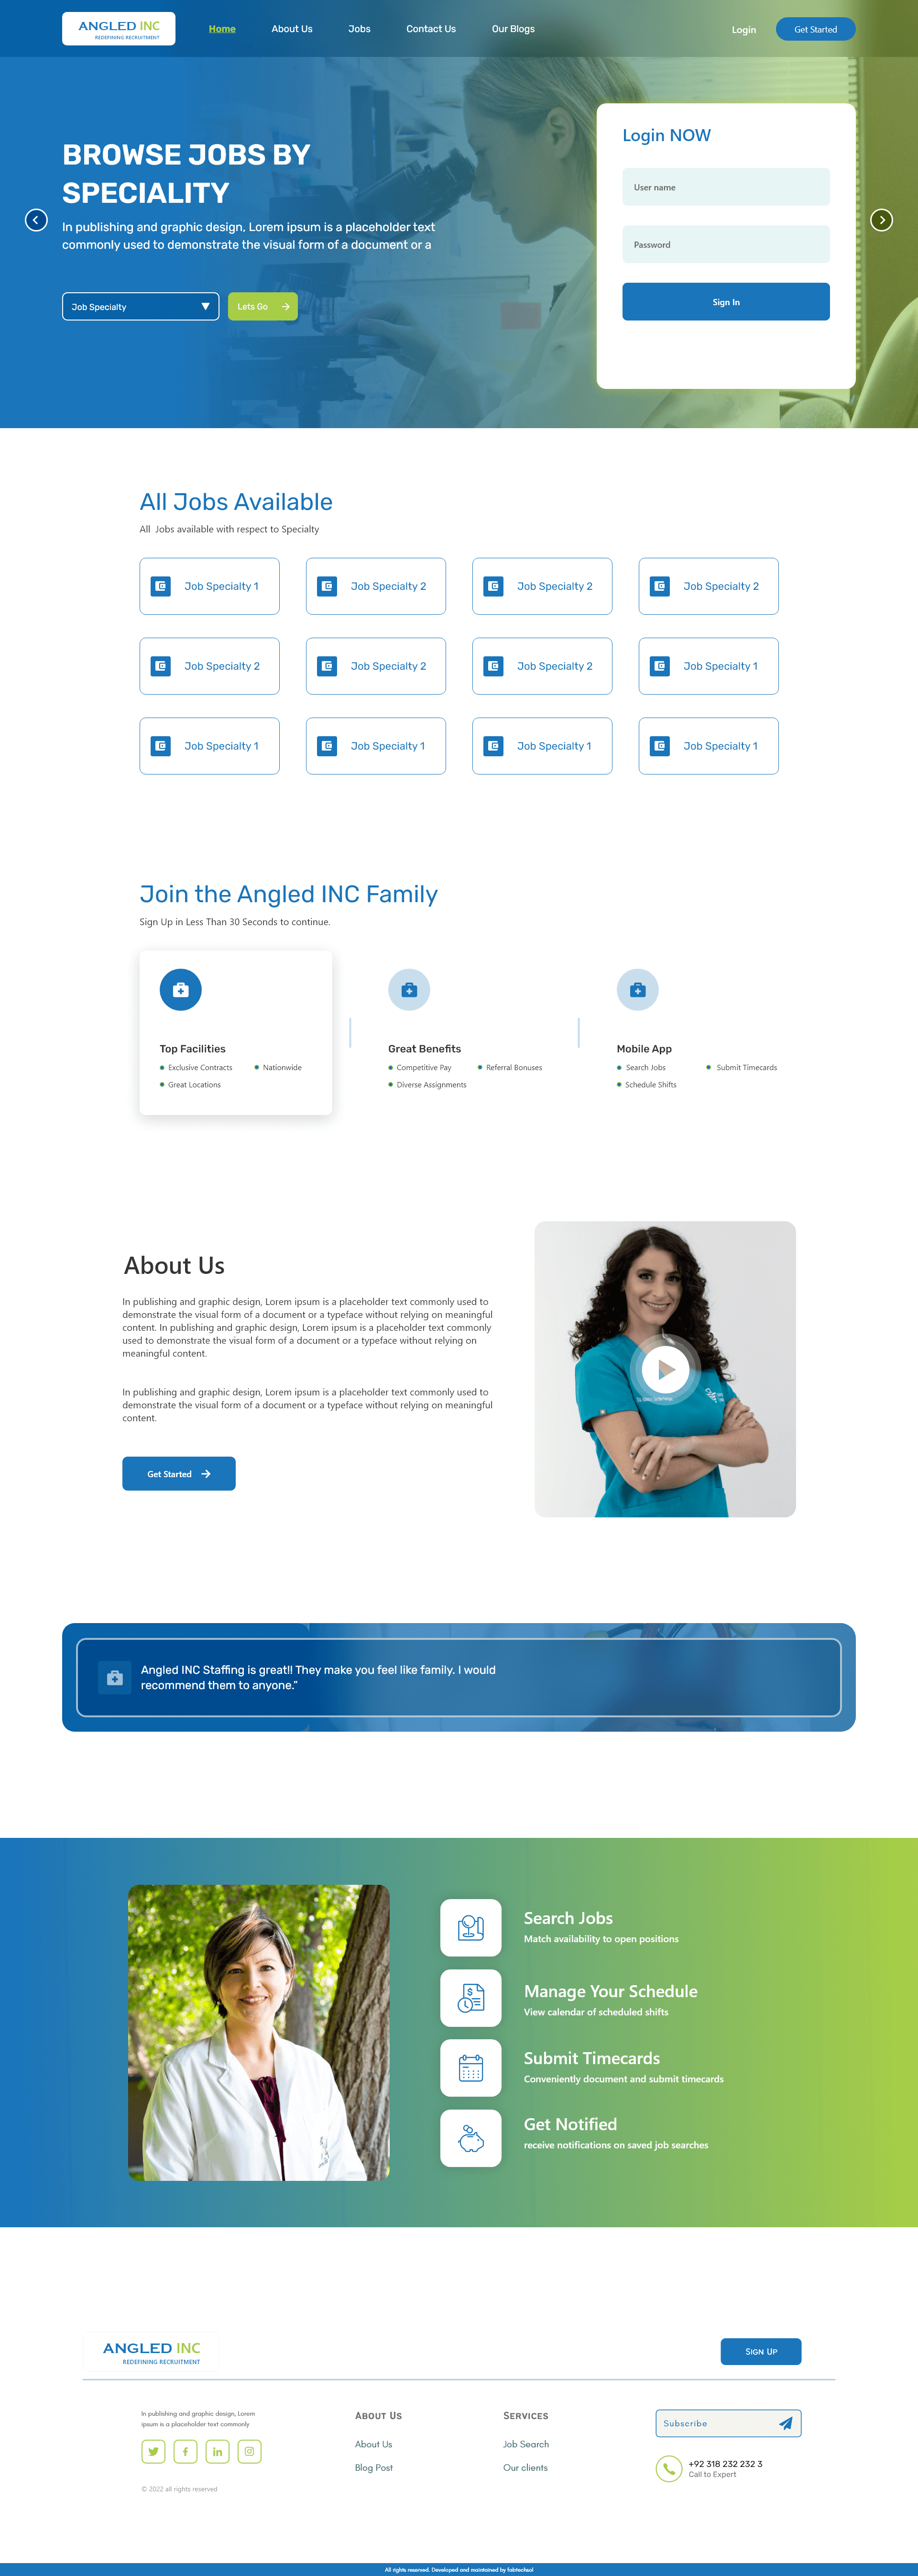 ANGLED INC
REDEFINING RECRUITMENT
Home
About Us
Jobs
Contact Us
Our Blogs
Login
Get Started
BROWSE JOBS BY
SPECIALITY
In publishing and graphic design, Lorem ipsum is a placeholder text
commonly used to demonstrate the visual form of a document or a
Job Specialty
Lets Go
Login NOW
User name
Password
Sign In
All Jobs Available
All Jobs available with respect to Specialty
Job Specialty 1
Job Specialty 2
Job Specialty 2
Job Specialty 2
Job Specialty 2
Job Specialty 2
Job Specialty 2
Job Specialty 1
Job Specialty 1
Job Specialty 1
Job Specialty 1
Job Specialty 1
Join the Angled INC Family
Sign Up in Less Than 30 Seconds to continue.
Top Facilities
Exclusive Contracts
Nationwide
Great Locations
Great Benefits
Competitive Pay
Referral Bonuses
Diverse Assignments
Mobile App
Search Jobs
Submit Timecards
Schedule Shifts
About Us
In publishing and graphic design, Lorem ipsum is a placeholder text commonly used to
demonstrate the visual form of a document or a typeface without relying on meaningful
content. In publishing and graphic design, Lorem ipsum is a placeholder text commonly
used to demonstrate the visual form of a document or a typeface without relying on
meaningful content.
In publishing and graphic design, Lorem ipsum is a placeholder text commonly used to
demonstrate the visual form of a document or a typeface without relying on meaningful
content.
Get Started
Angled INC Staffing is great!! They make you feel like family. I would
recommend them to anyone.”
Search Jobs
Match availability to open positions
Manage Your Schedule
View calendar of scheduled shifts
Submit Timecards
Conveniently document and submit timecards
Get Notified
receive notifications on saved job searches
ANGLED INC
REDEFINING RECRUITMENT
Sign Up
In publishing and graphic design, Lorem
ipsum is a placeholder text commonly
© 2022 all rights reserved
About Us
About Us
Blog Post
Services
Job Search
Our clients
Subscribe
+92 318 232 232 3
Call to Expert
All rights reserved. Developed and maintained by fabtechsol